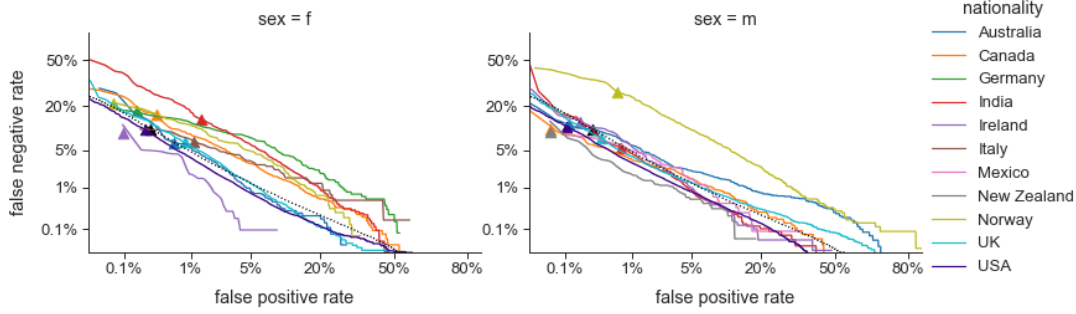 sex = f
false negative rate
50%
20%
5%
1%
0.1%
0.1%
1%
5%
20%
50%
80%
false positive rate
sex = m
50%
20%
5%
1%
0.1%
0.1%
1%
5%
20%
50%
80%
false positive rate
nationality
Australia
Canada
Germany
India
Ireland
Italy
Mexico
New Zealand
Norway
UK
USA